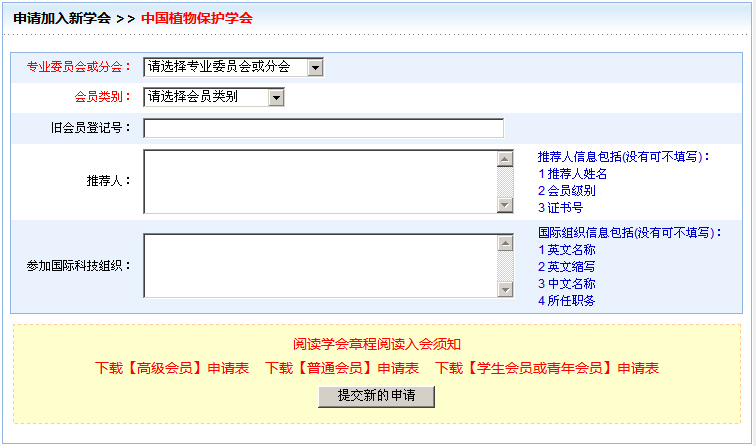 申请加入新学会 >> 中国植物保护学会
专业委员会或分会： 请选择专业委员会或分会
会员类别： 请选择会员类别
旧会员登记号：
推荐人：
推荐人信息包括(没有可不填写)：
1 推荐人姓名
2 会员级别
3 证书号
参加国际科技组织：
国际组织信息包括(没有可不填写)：
1 英文名称
2 英文缩写
3 中文名称
4 所任职务
阅读学会章程阅读入会须知
下载【高级会员】申请表 下载【普通会员】申请表 下载【学生会员或青年会员】申请表
提交新的申请